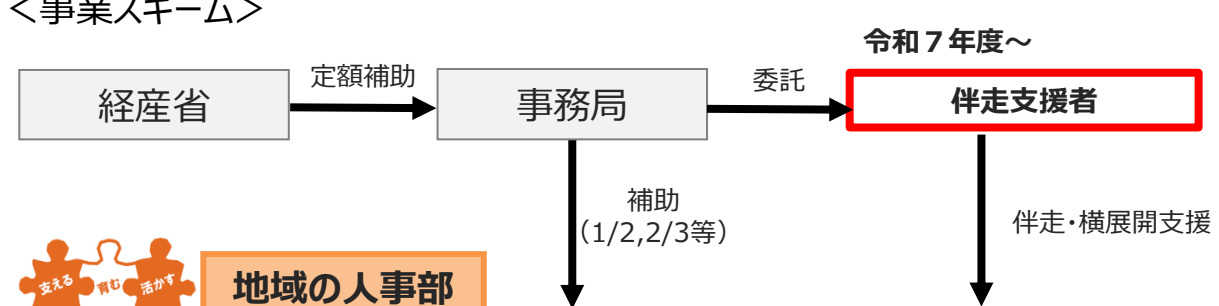 ＜事業スキーム＞
令和７年度～
経産省
定額補助
事務局
委託
伴走支援者
補助
（1/2,2/3等）
伴走・横展開支援
支える
育む
活かす
地域の人事部